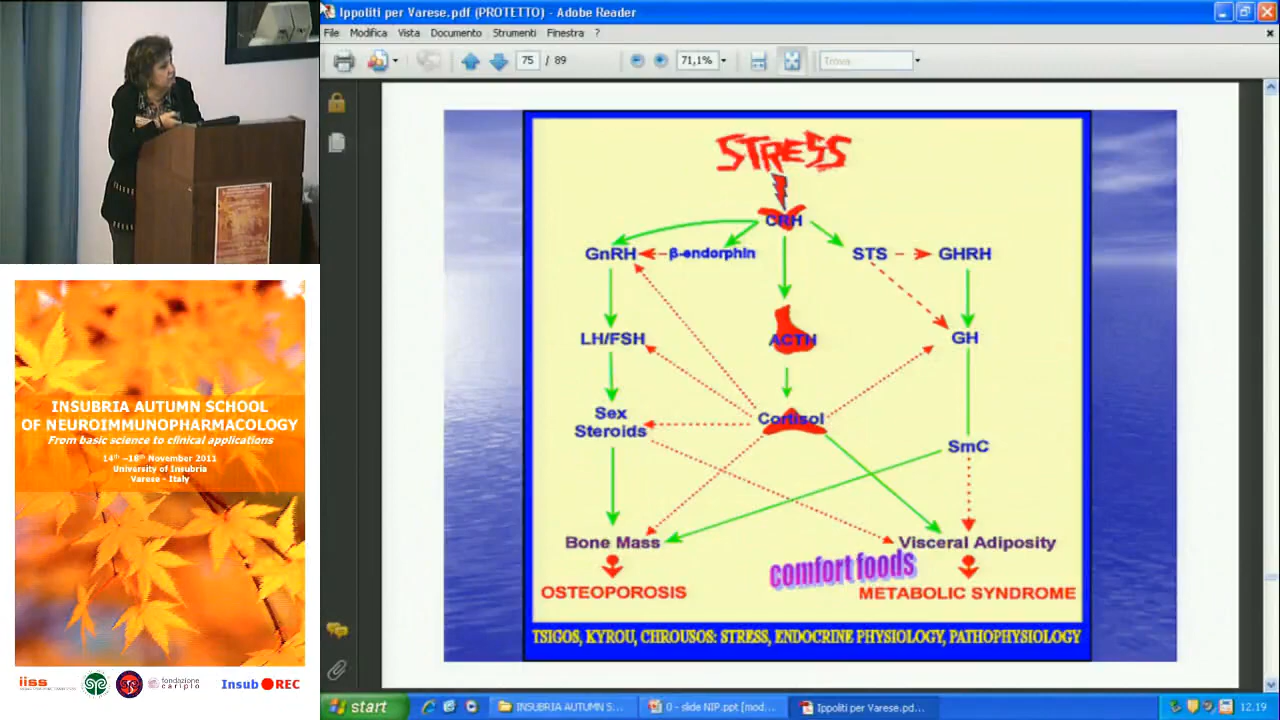 Ippoliti per Varese.pdf (PROTETTO) - Adobe Reader
File Modifica Vista Documento Strumenti Finestra ?
75 / 89 71,1% Trova
STRESS
CRH
GnRH β-endorphin STS GHRH
LH/FSH ACTH GH
Sex
Steroids
Cortisol
SmC
Bone Mass Visceral Adiposity
comfort foods
OSTEOPOROSIS METABOLIC SYNDROME
TSIGOS, KYROU, CHROUSOS: STRESS, ENDOCRINE PHYSIOLOGY, PATHOPHYSIOLOGY
INSUBRIA AUTUMN SCHOOL
OF NEUROIMMUNOPHARMACOLOGY
From basic science to clinical applications
14th -18th November 2011
University of Insubria
Varese - Italy
iiss
fondazione
cariplo
Insub REC
start INSUBRIA AUTUMN S... 0 - slide NIP.ppt [mod... Ippoliti per Varese.pd... 12.19